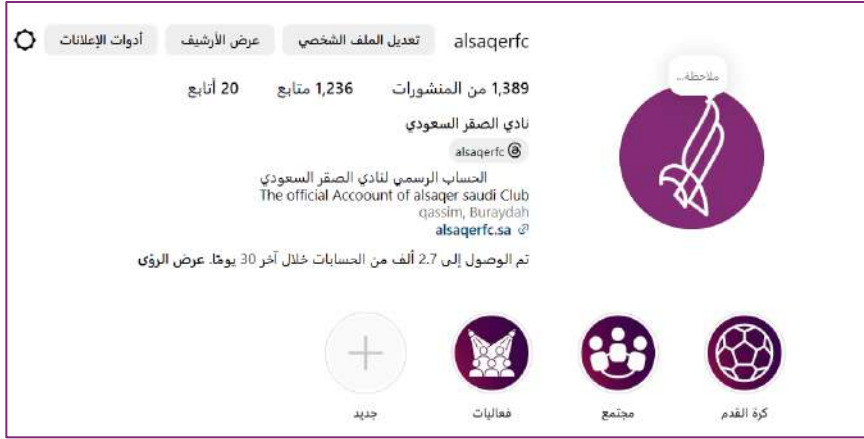 alsaqerfc تعديل الملف الشخصي عرض الأرشيف أدوات الإعلانات
ملاحظة...
1,389 من المنشورات 1,236 متابع 20 أتابع
نادي الصقر السعودي
alsaqerfc
الحساب الرسمي لنادي الصقر السعودي
The official Accoount of alsaqer saudi Club
qassim, Buraydah
alsaqerfc.sa
تم الوصول إلى 2.7 ألف من الحسابات خلال آخر 30 يومًا. عرض الرؤى
كرة القدم مجتمع فعاليات جديد